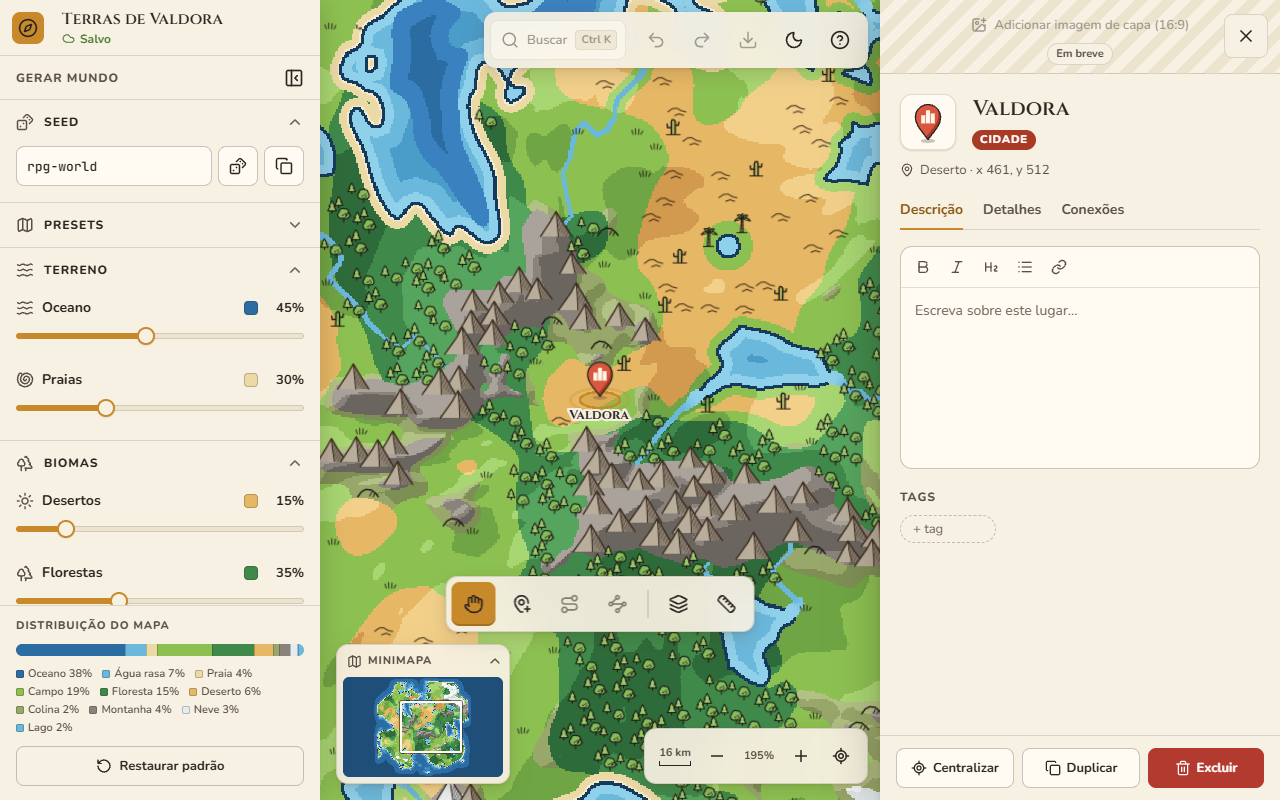 Terras de Valdora
Salvo
GERAR MUNDO
SEED
rpg-world
PRESETS
TERRENO
Oceano 45%
Praias 30%
BIOMAS
Desertos 15%
Florestas 35%
DISTRIBUIÇÃO DO MAPA
Oceano 38% Água rasa 7% Praia 4%
Campo 19% Floresta 15% Deserto 6%
Colina 2% Montanha 4% Neve 3%
Lago 2%
Restaurar padrão
Buscar Ctrl K
Valdora
MINIMAPA
16 km 195%
Adicionar imagem de capa (16:9)
Em breve
Valdora
CIDADE
Deserto · x 461, y 512
Descrição Detalhes Conexões
B I H2
Escreva sobre este lugar...
TAGS
+ tag
Centralizar Duplicar Excluir